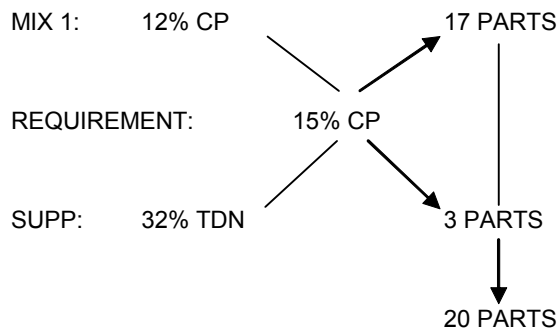 MIX 1: 12% CP 17 PARTS
REQUIREMENT: 15% CP
SUPP: 32% TDN 3 PARTS
20 PARTS